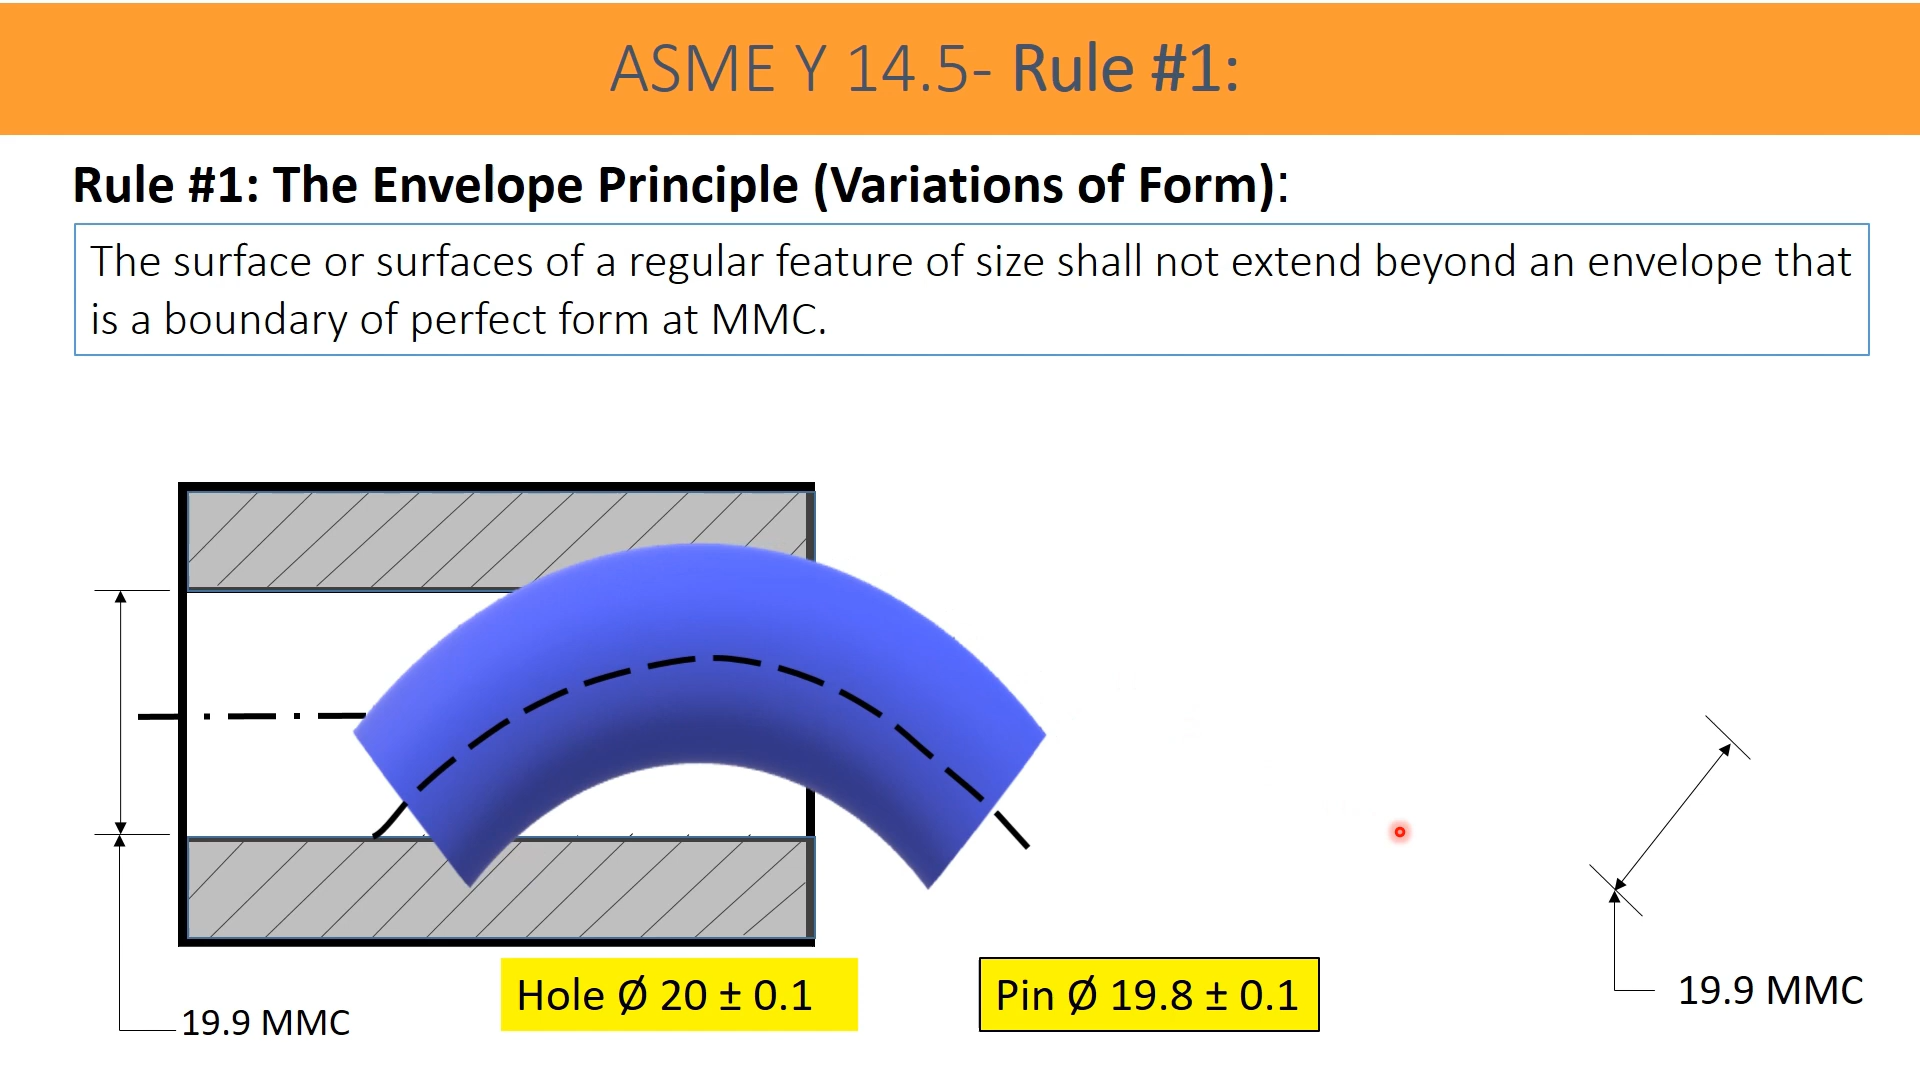 ASME Y 14.5- Rule #1:
Rule #1: The Envelope Principle (Variations of Form):
The surface or surfaces of a regular feature of size shall not extend beyond an envelope that
is a boundary of perfect form at MMC.
Hole Ø 20 ± 0.1
Pin Ø 19.8 ± 0.1
19.9 MMC
19.9 MMC